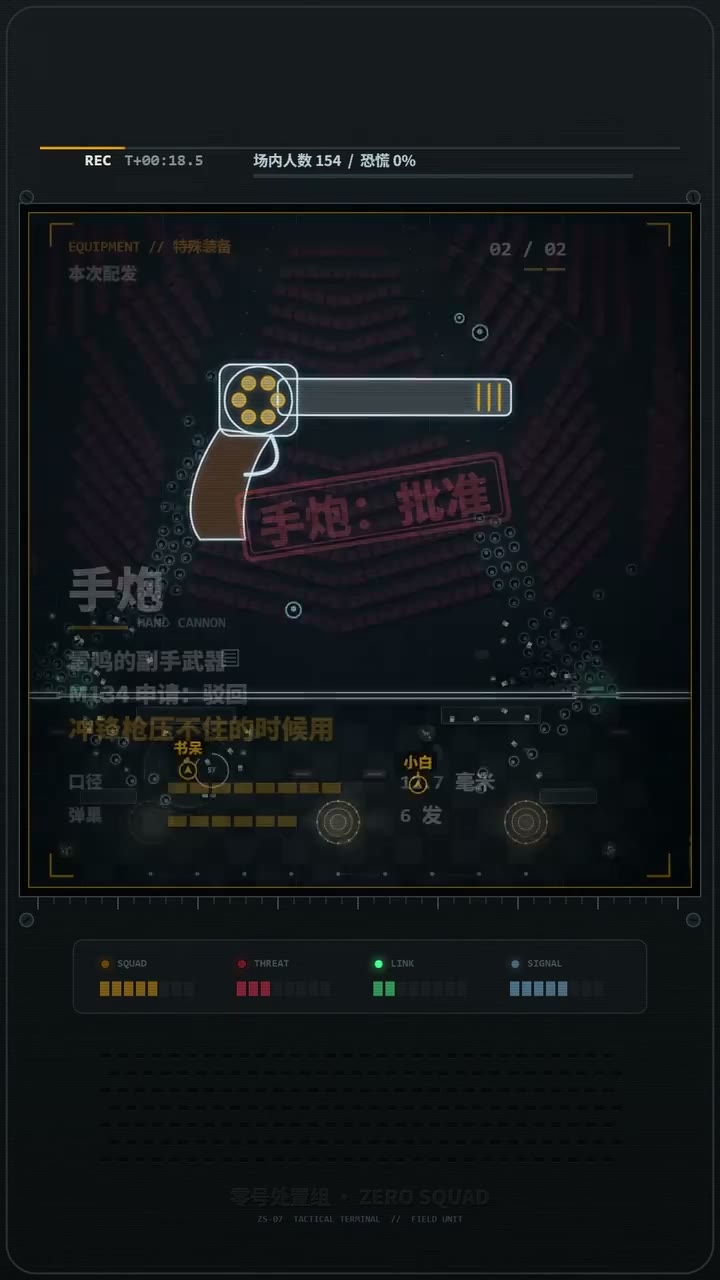 REC T+00:18.5 场内人数 154 / 恐慌 0%
EQUIPMENT // 特殊装备
02 / 02
本次配发
手炮：批准
手炮
HAND CANNON
雷鸣的副手武器
M134 申请：驳回
冲锋枪压不住的时候用
书呆
57
小白
口径
毫米
弹巢
6 发
SQUAD THREAT LINK SIGNAL
零号处置组 · ZERO SQUAD
ZS-07 TACTICAL TERMINAL // FIELD UNIT